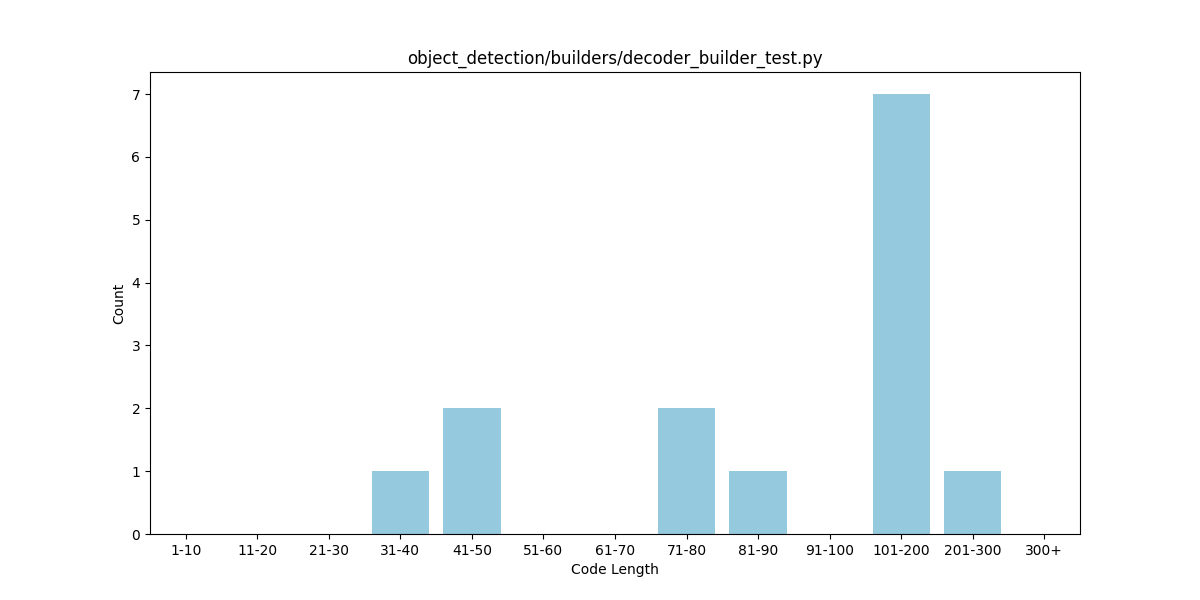 object_detection/builders/decoder_builder_test.py
7
6
5
4
3
2
1
0
Count
1-10 11-20 21-30 31-40 41-50 51-60 61-70 71-80 81-90 91-100 101-200 201-300 300+
Code Length